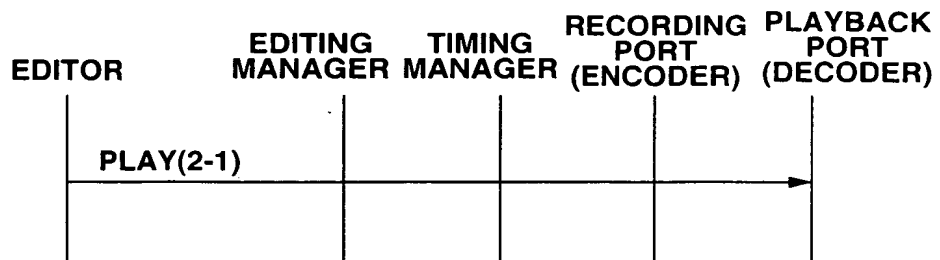 EDITOR
EDITING
MANAGER
TIMING
MANAGER
RECORDING
PORT
(ENCODER)
PLAYBACK
PORT
(DECODER)
PLAY(2-1)